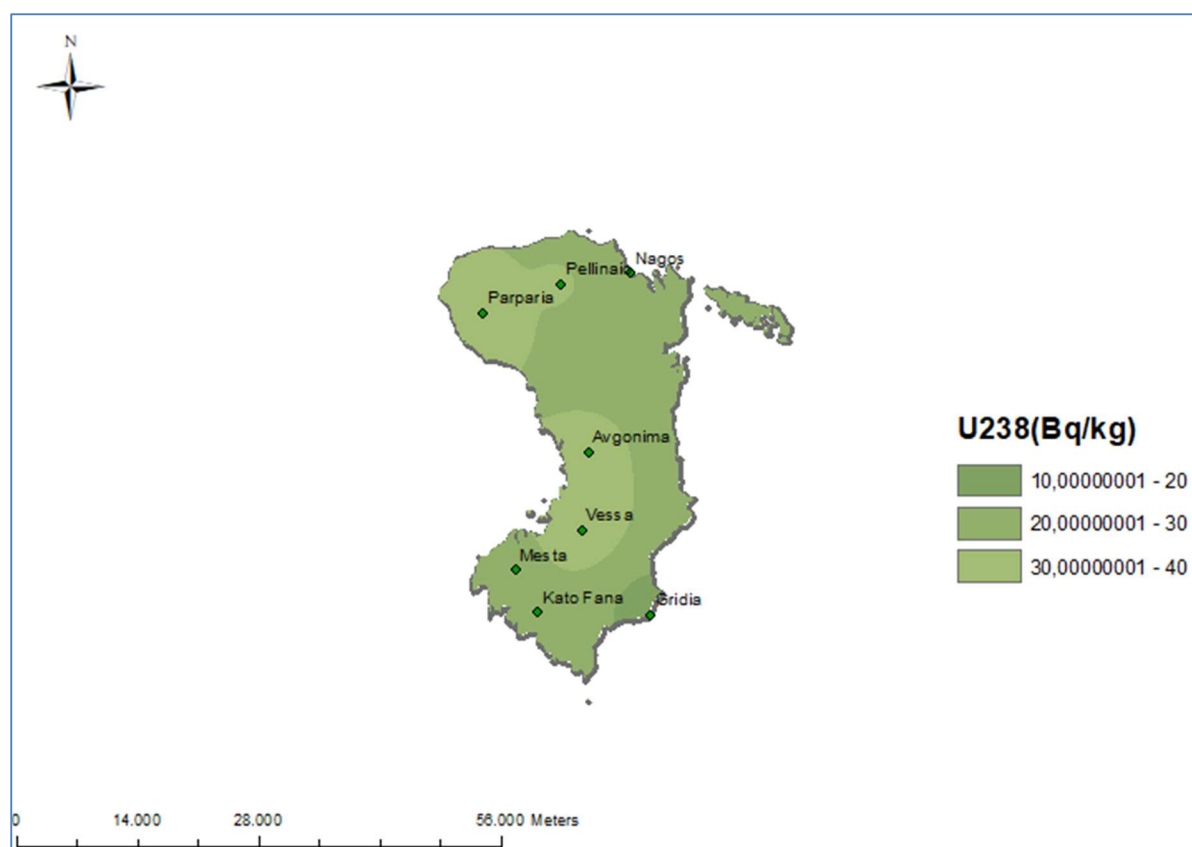 N
Nagos
Pellinaio
Parparia
Avgonima
U238(Bq/kg)
10,00000001 - 20
20,00000001 - 30
30,00000001 - 40
Vessa
Mesta
Kato Fana
Gridia
0 14.000 28.000 56.000 Meters